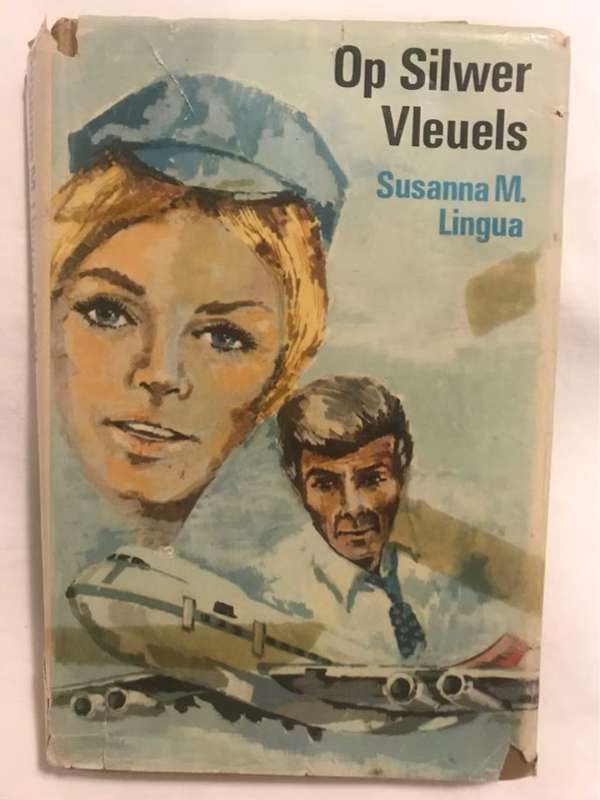 Op Silwer
Vleuels
Susanna M.
Lingua